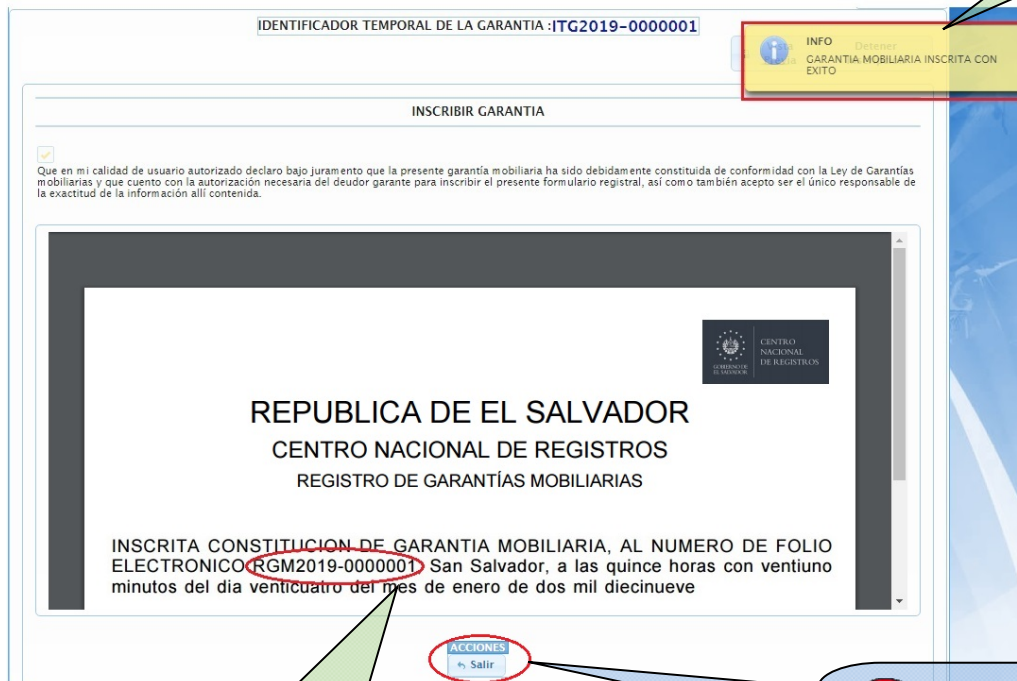 IDENTIFICADOR TEMPORAL DE LA GARANTIA :ITG2019-0000001
INFO
Detener
GARANTIA MOBILIARIA INSCRITA CON
EXITO
INSCRIBIR GARANTIA
Que en mi calidad de usuario autorizado declaro bajo juramento que la presente garantía mobiliaria ha sido debidamente constituida de conformidad con la Ley de Garantías
mobiliarias y que cuento con la autorización necesaria del deudor garante para inscribir el presente formulario registral, así como también acepto ser el único responsable de
la exactitud de la información allí contenida.
GOBIERNO DE
EL SALVADOR
CENTRO
NACIONAL
DE REGISTROS
REPUBLICA DE EL SALVADOR
CENTRO NACIONAL DE REGISTROS
REGISTRO DE GARANTÍAS MOBILIARIAS
INSCRITA CONSTITUCION DE GARANTIA MOBILIARIA, AL NUMERO DE FOLIO
ELECTRONICO RGM2019-0000001 San Salvador, a las quince horas con ventiuno
minutos del dia venticuatro del mes de enero de dos mil diecinueve
ACCIONES
Salir